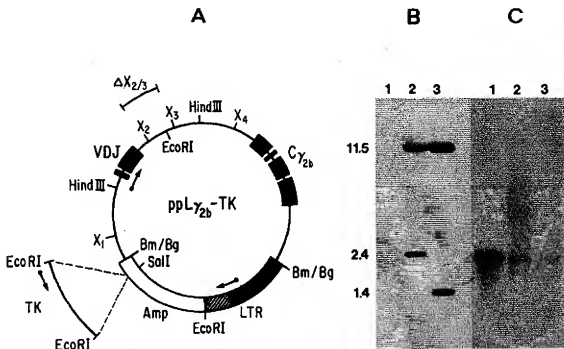 A
B
C
ΔX2/3
X2
X3
HindIII
X4
EcoRI
VDJ
Cγ2b
HindIII
ppLγ2b-TK
X1
Bm/Bg
SalI
Bm/Bg
EcoRI
TK
EcoRI
Amp
EcoRI
LTR
1 2 3
1 2 3
11.5
2.4
1.4